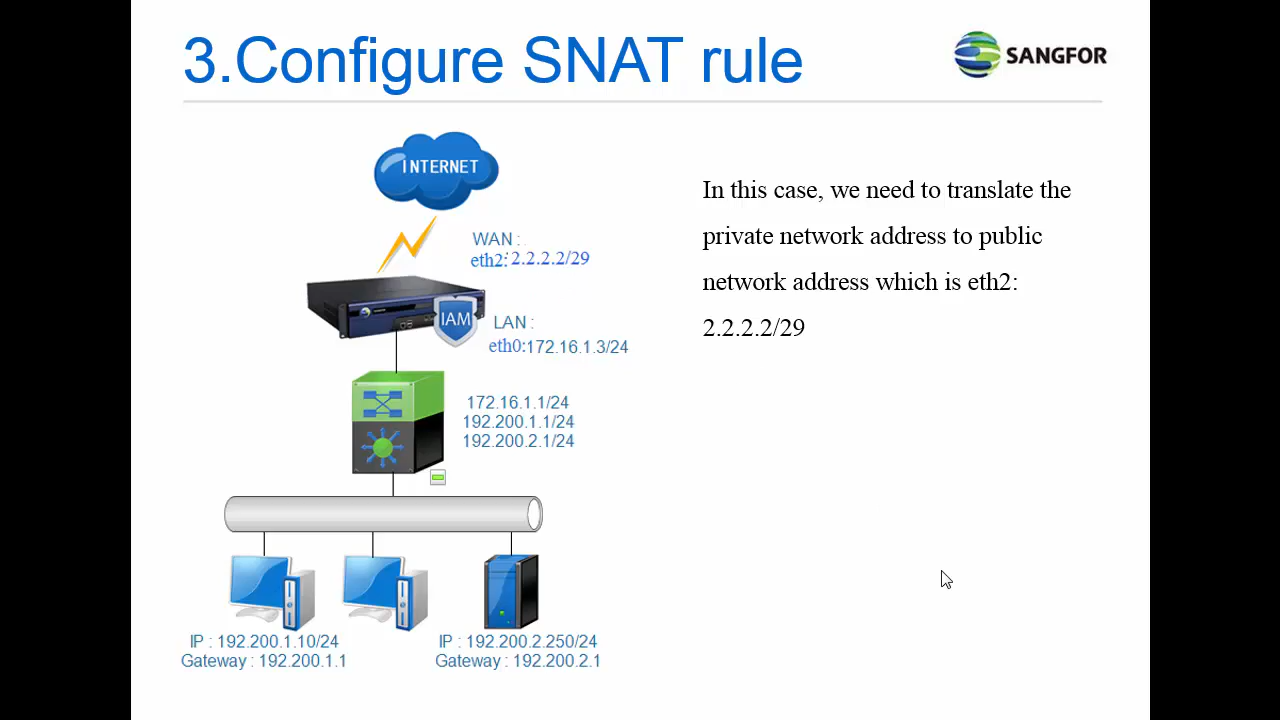 3.Configure SNAT rule
SANGFOR
INTERNET
WAN :
eth2: 2.2.2.2/29
SANGFOR
IAM
LAN :
eth0:172.16.1.3/24
172.16.1.1/24
192.200.1.1/24
192.200.2.1/24
IP : 192.200.1.10/24
Gateway : 192.200.1.1
IP : 192.200.2.250/24
Gateway : 192.200.2.1
In this case, we need to translate the
private network address to public
network address which is eth2:
2.2.2.2/29